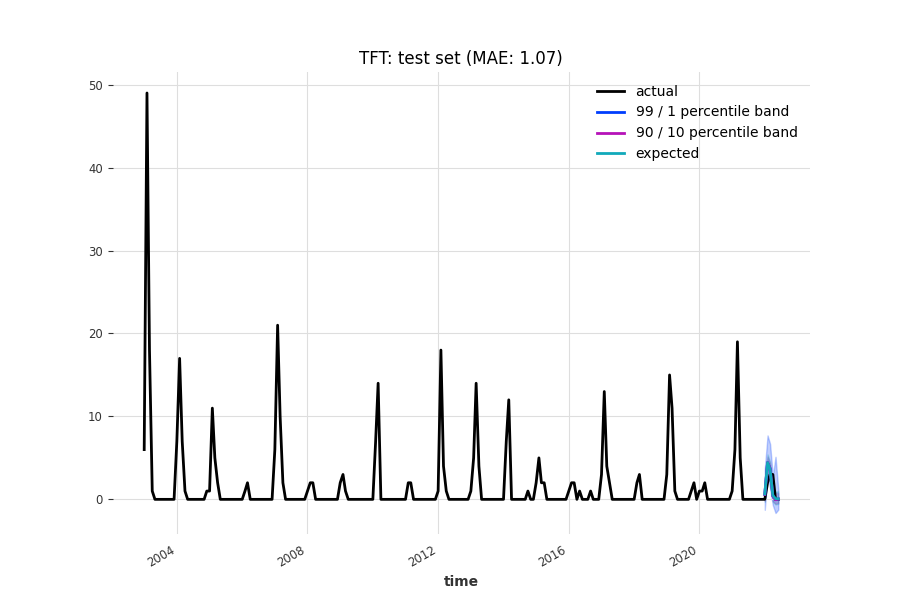 TFT: test set (MAE: 1.07)
actual
99 / 1 percentile band
90 / 10 percentile band
expected
50
40
30
20
10
0
2004
2008
2012
2016
2020
time